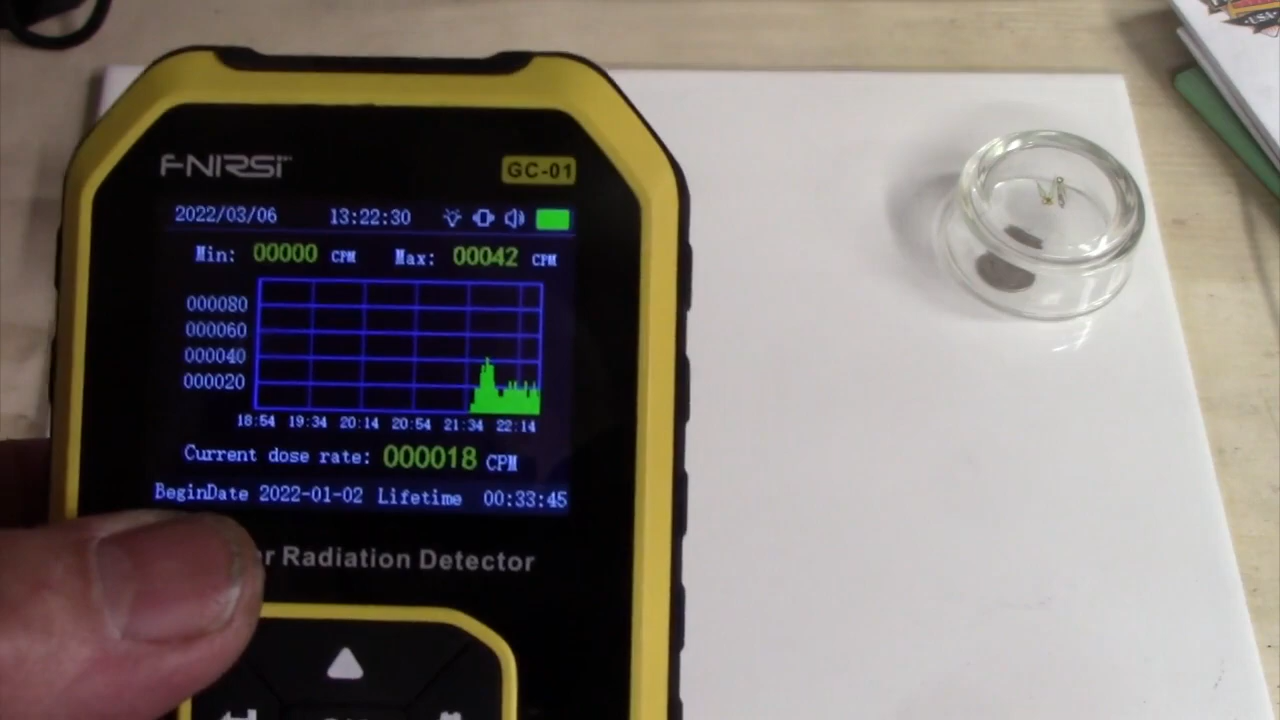 FNIRSI
GC-01
2022/03/06 13:22:30
Min: 00000 CPM Max: 00042 CPM
000080
000060
000040
000020
18:54 19:34 20:14 20:54 21:34 22:14
Current dose rate: 000018 CPM
BeginDate 2022-01-02 Lifetime 00:33:45
r Radiation Detector
USA